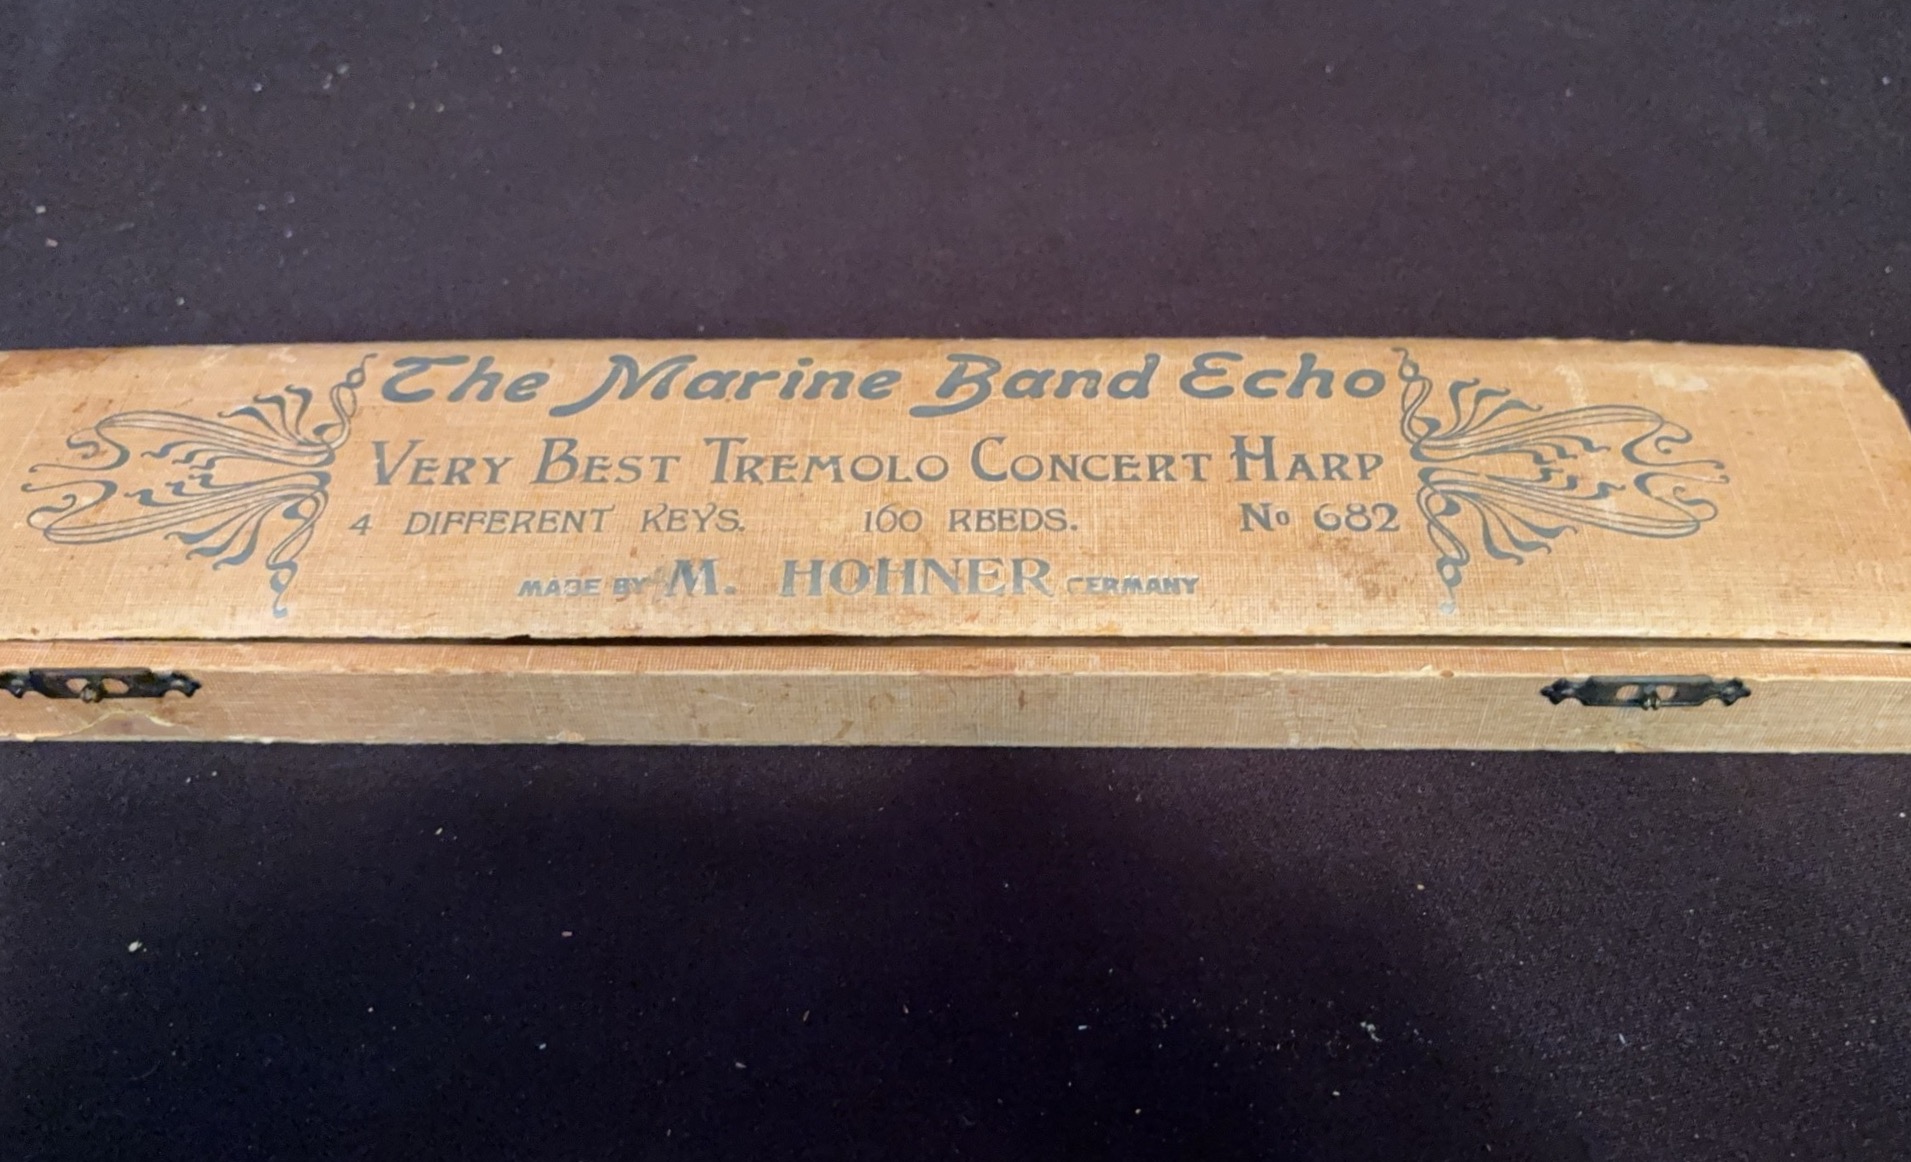 The Marine Band Echo
VERY BEST TREMOLO CONCERT HARP
4 DIFFERENT KEYS. 160 REEDS. No 682
MADE BY M. HOHNER GERMANY